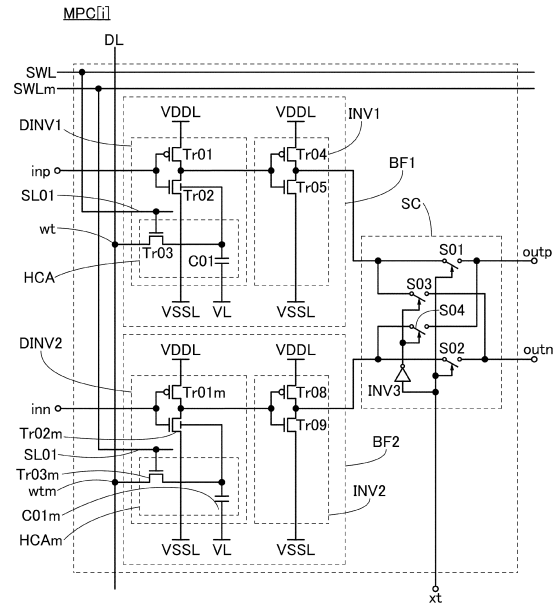 MPC[i]
DL
SWL
SWLm
VDDL VDDL
DINV1
INV1
Tr01 Tr04
BF1
inp
Tr02 Tr05
SC
SL01
wt
S01
outp
Tr03
C01
S03
HCA
S04
VSSL VL VSSL
DINV2
VDDL VDDL
S02
outn
Tr01m Tr08
INV3
inn
Tr09
Tr02m
BF2
SL01
Tr03m
wtm
INV2
C01m
HCAm
VSSL VL VSSL
xt